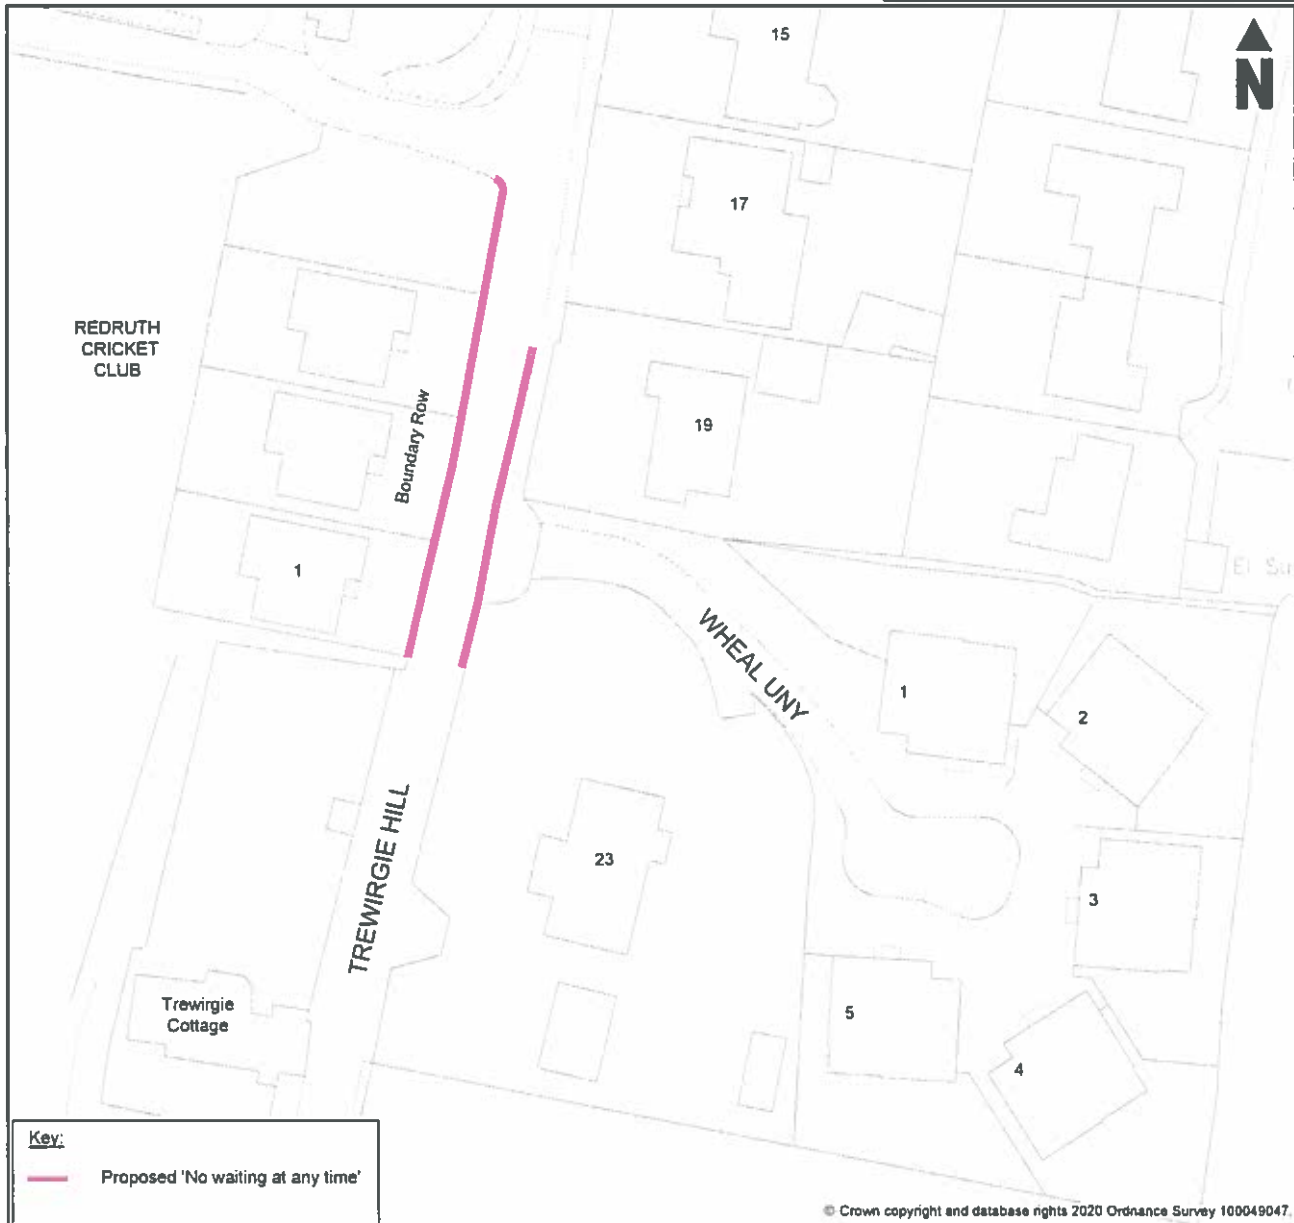 15
N
17
REDRUTH
CRICKET
CLUB
Boundary Row
19
1
WHEAL UNY
1
2
TREWIRGIE HILL
23
3
Trewirgie
Cottage
5
4
Key:
Proposed 'No waiting at any time'
© Crown copyright and database rights 2020 Ordnance Survey 100049047.